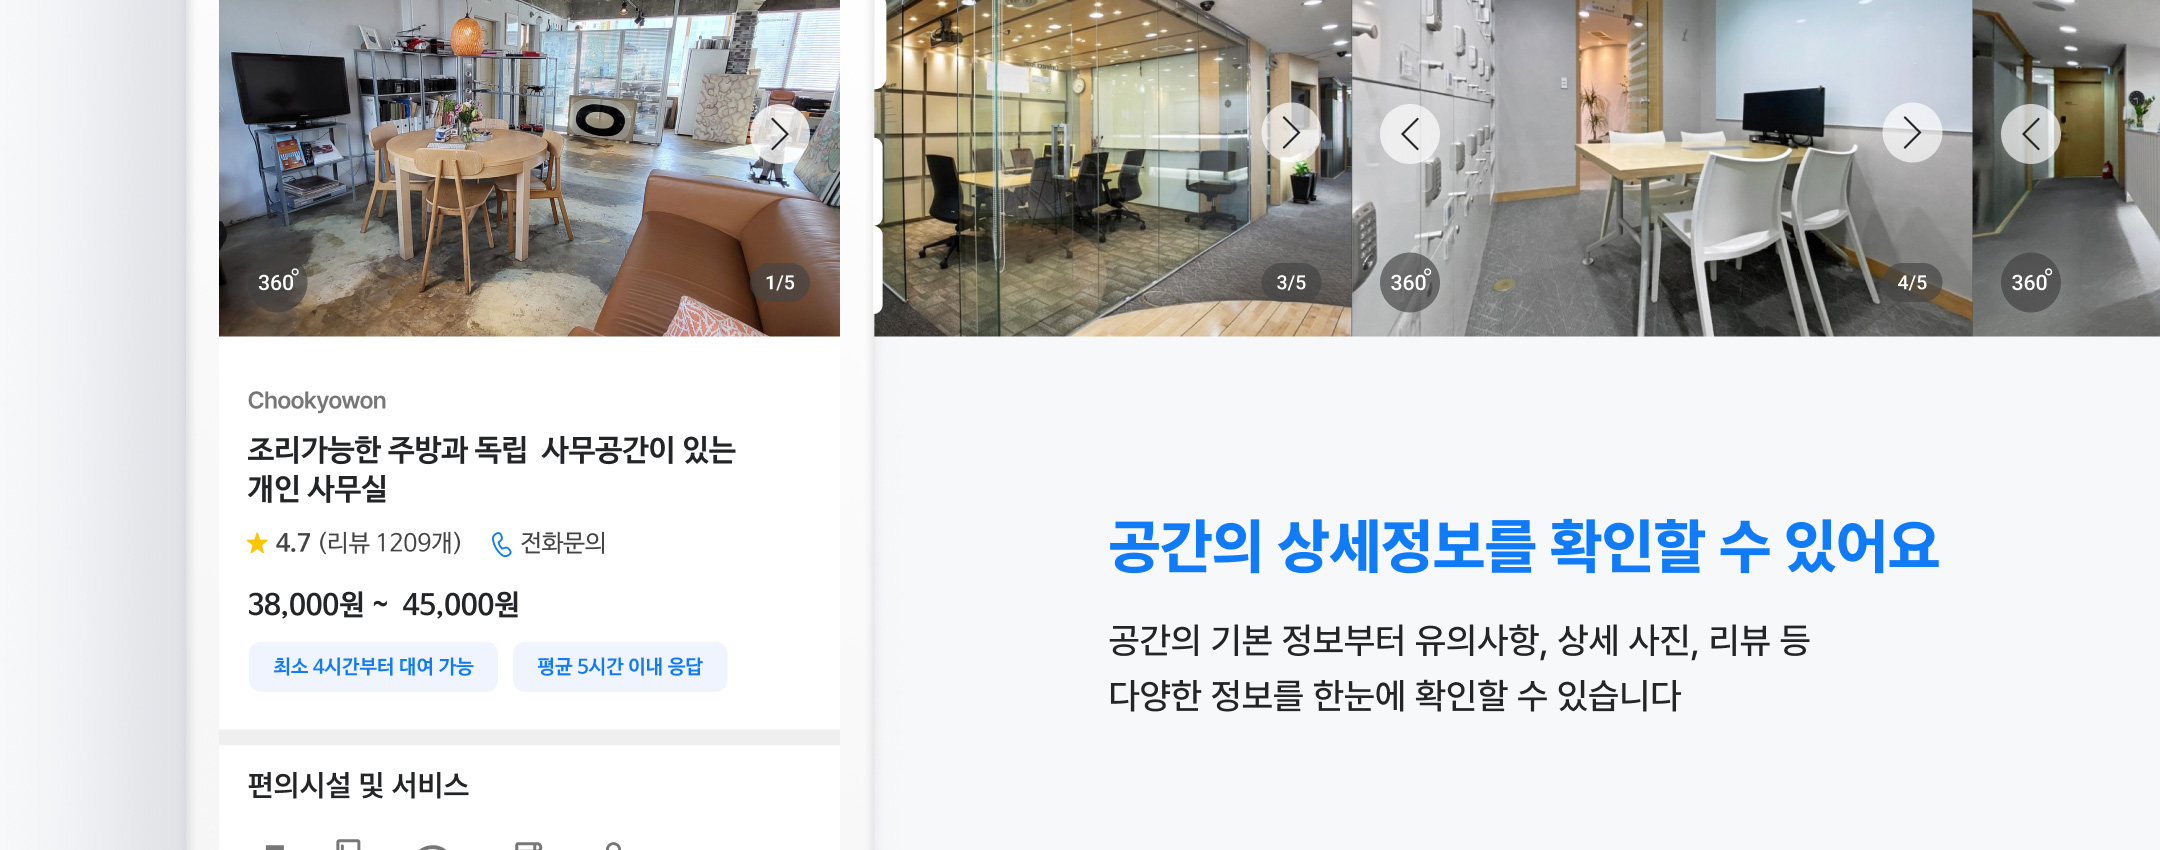 360°
1/5
3/5
360°
4/5
360°
Chookyowon
조리가능한 주방과 독립 사무공간이 있는
개인 사무실
4.7 (리뷰 1209개) 전화문의
38,000원 ~ 45,000원
최소 4시간부터 대여 가능
평균 5시간 이내 응답
편의시설 및 서비스
공간의 상세정보를 확인할 수 있어요
공간의 기본 정보부터 유의사항, 상세 사진, 리뷰 등
다양한 정보를 한눈에 확인할 수 있습니다